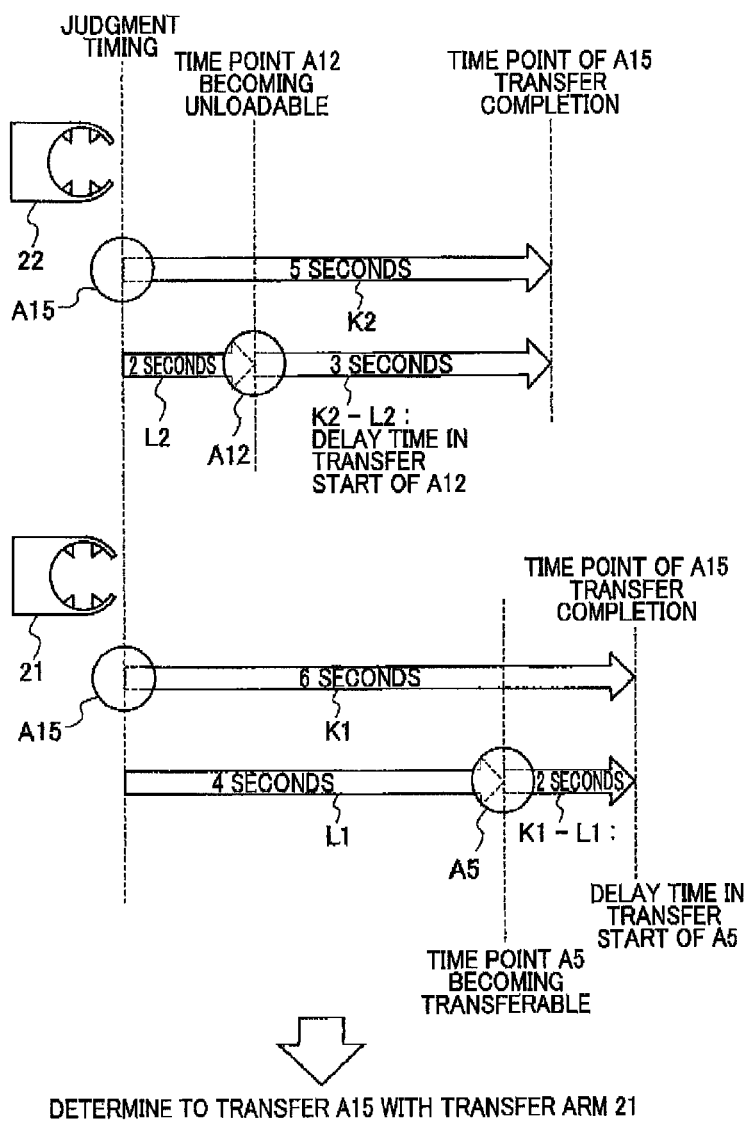 JUDGMENT
TIMING
TIME POINT A12
BECOMING
UNLOADABLE
TIME POINT OF A15
TRANSFER
COMPLETION
22
5 SECONDS
A15
K2
2 SECONDS
3 SECONDS
L2
A12
K2 - L2 :
DELAY TIME IN
TRANSFER
START OF A12
TIME POINT OF A15
TRANSFER
COMPLETION
21
6 SECONDS
A15
K1
4 SECONDS
2 SECONDS
L1
A5
K1 - L1 :
DELAY TIME IN
TRANSFER
START OF A5
TIME POINT A5
BECOMING
TRANSFERABLE
DETERMINE TO TRANSFER A15 WITH TRANSFER ARM 21